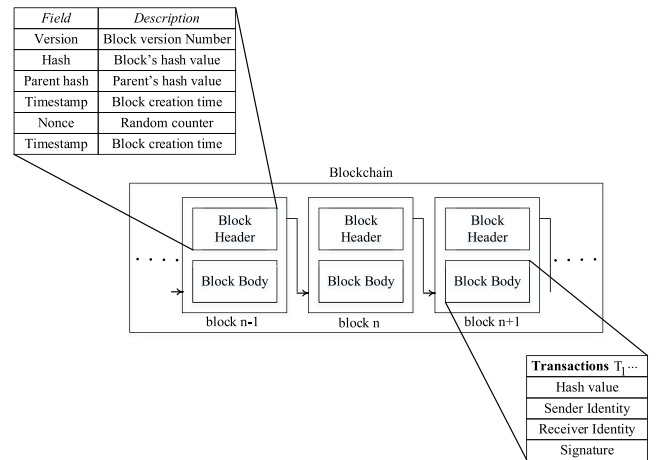 Field Description
Version Block version Number
Hash Block's hash value
Parent hash Parent's hash value
Timestamp Block creation time
Nonce Random counter
Timestamp Block creation time
Blockchain
Block Header Block Header Block Header
. . . . . . . .
Block Body Block Body Block Body
block n-1 block n block n+1
Transactions T1 ...
Hash value
Sender Identity
Receiver Identity
Signature